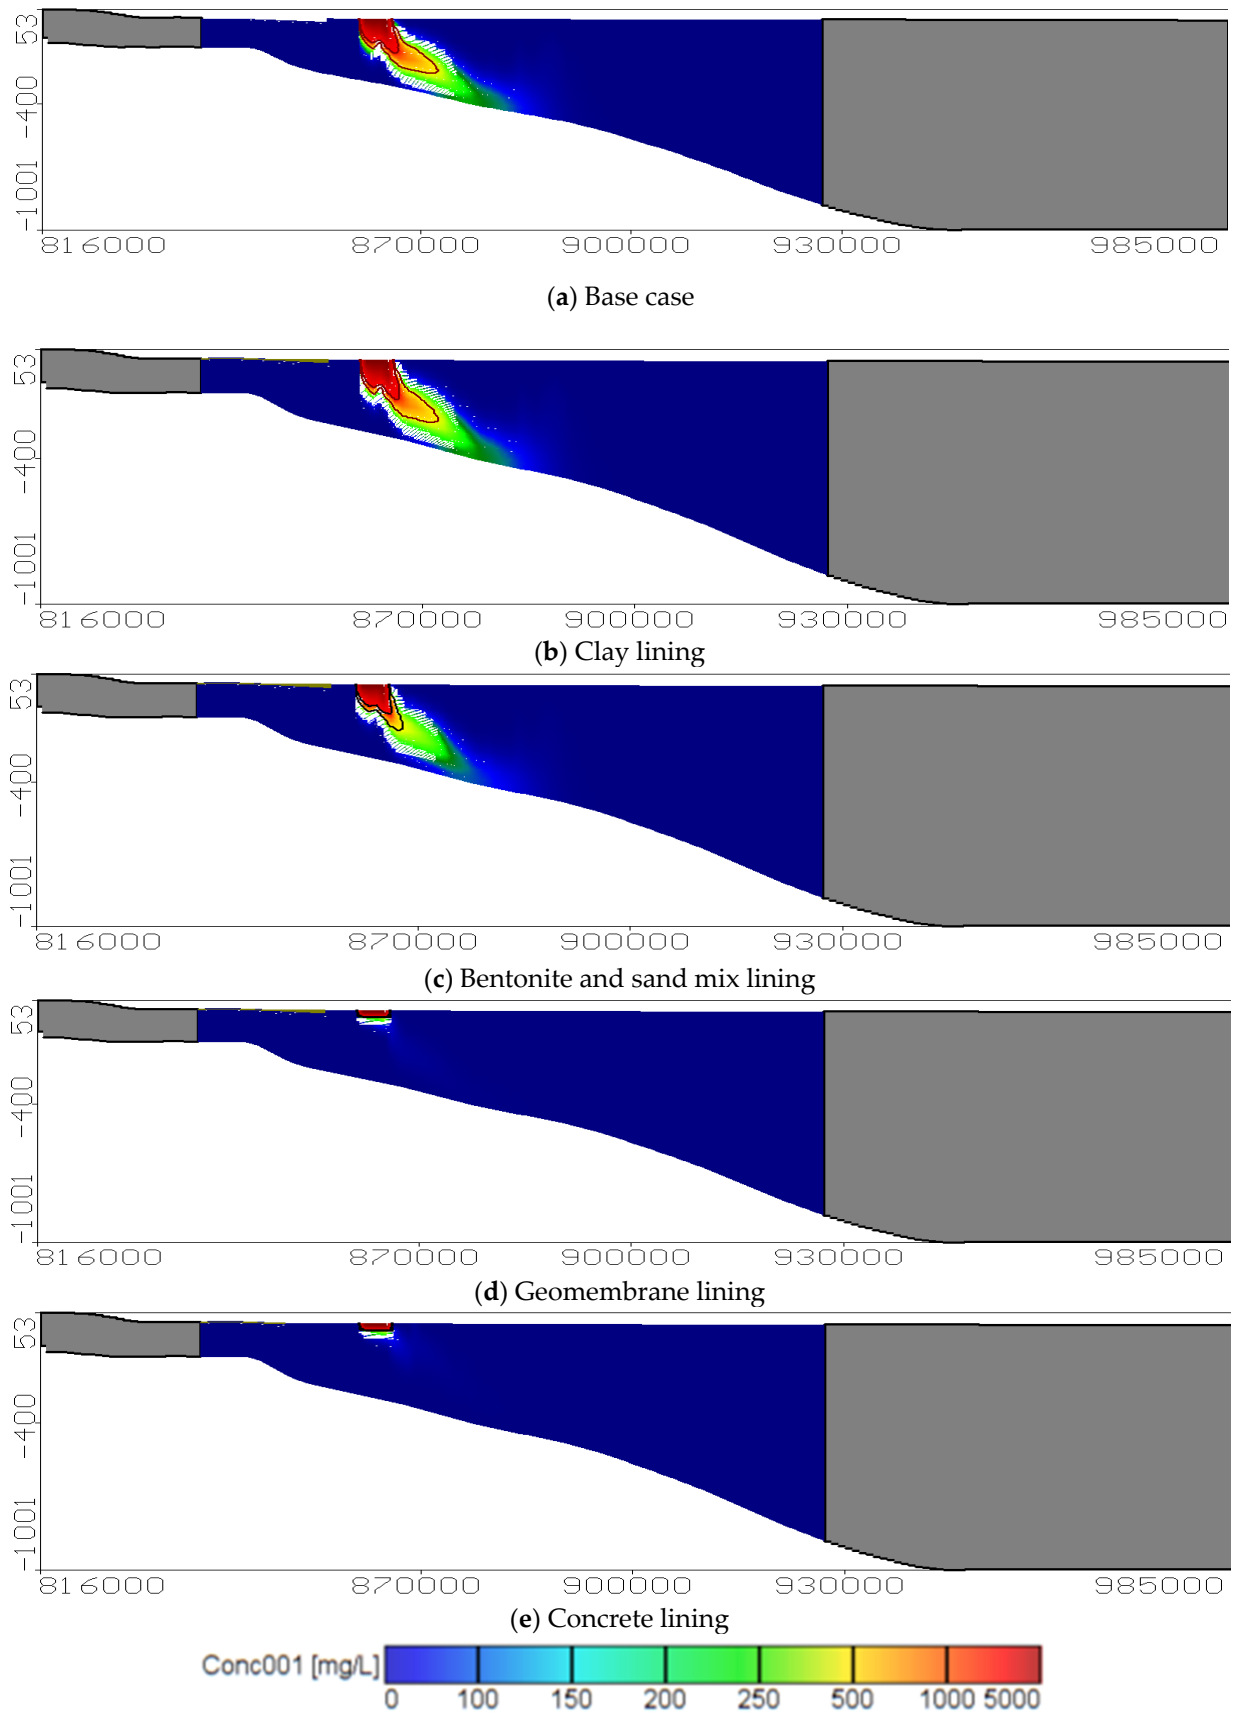 53
-400
-1001
816000 870000 900000 930000 985000
(a) Base case
53
-400
-1001
816000 870000 900000 930000 985000
(b) Clay lining
53
-400
-1001
816000 870000 900000 930000 985000
(c) Bentonite and sand mix lining
53
-400
-1001
816000 870000 900000 930000 985000
(d) Geomembrane lining
53
-400
-1001
816000 870000 900000 930000 985000
(e) Concrete lining
Conc001 [mg/L]
0 100 150 200 250 500 1000 5000